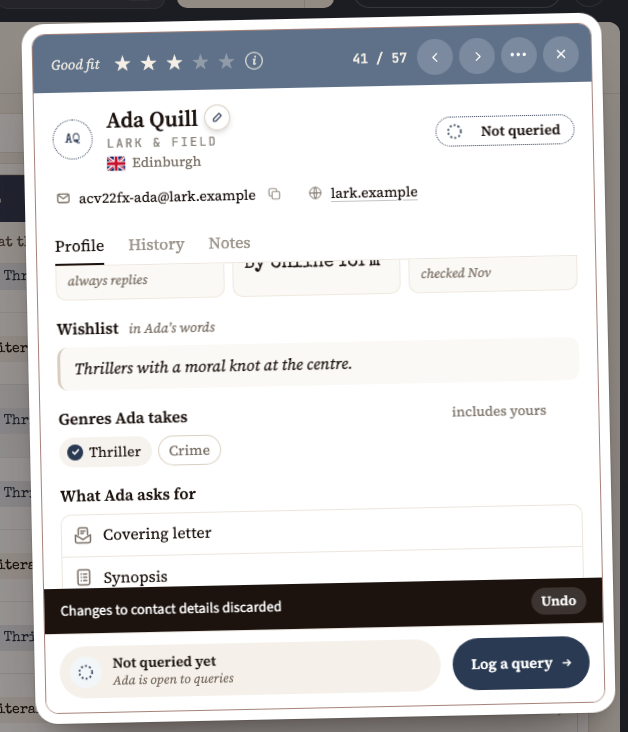 Good fit
41 / 57
AQ
Ada Quill
LARK & FIELD
Edinburgh
Not queried
acv22fx-ada@lark.example
lark.example
Profile
History
Notes
always replies
checked Nov
Wishlist in Ada's words
Thrillers with a moral knot at the centre.
Genres Ada takes
includes yours
Thriller
Crime
What Ada asks for
Covering letter
Synopsis
Changes to contact details discarded
Undo
Not queried yet
Ada is open to queries
Log a query →